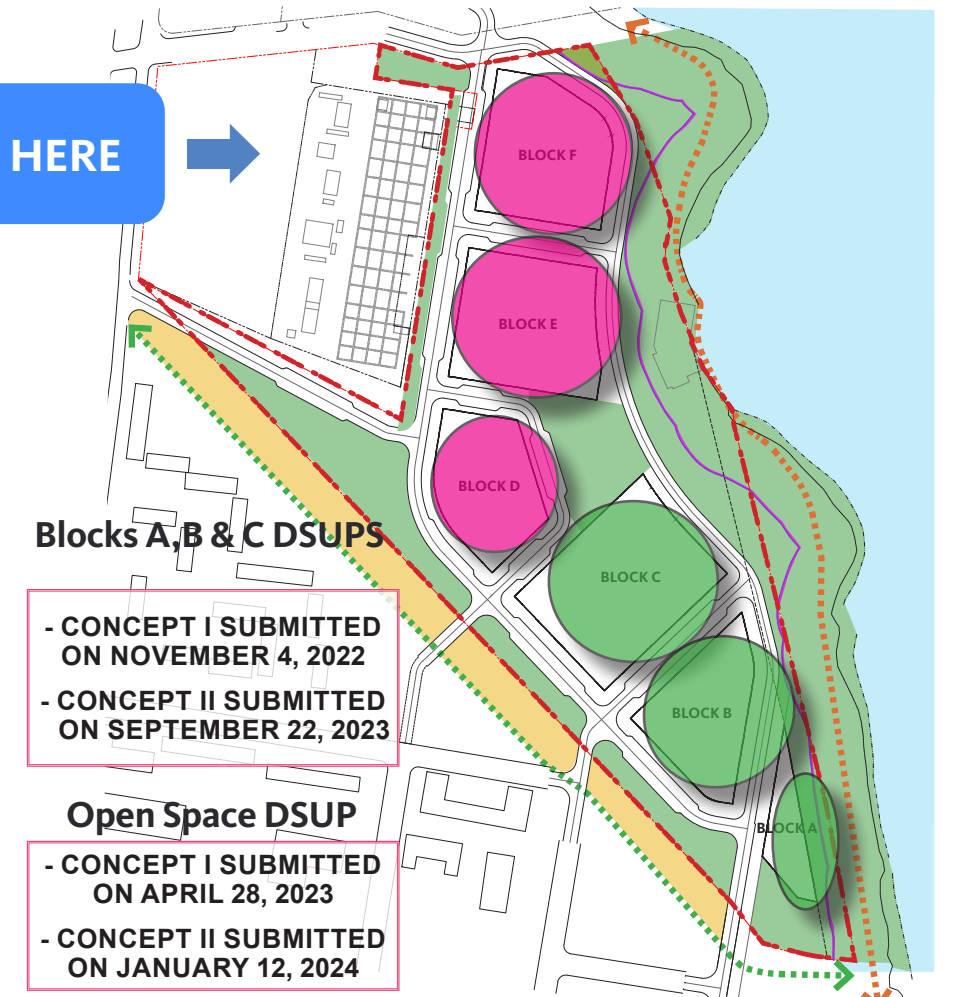 HERE
BLOCK F
BLOCK E
BLOCK D
BLOCK C
BLOCK B
BLOCK A
Blocks A,B & C DSUPS
- CONCEPT I SUBMITTED
ON NOVEMBER 4, 2022
- CONCEPT II SUBMITTED
ON SEPTEMBER 22, 2023
Open Space DSUP
- CONCEPT I SUBMITTED
ON APRIL 28, 2023
- CONCEPT II SUBMITTED
ON JANUARY 12, 2024